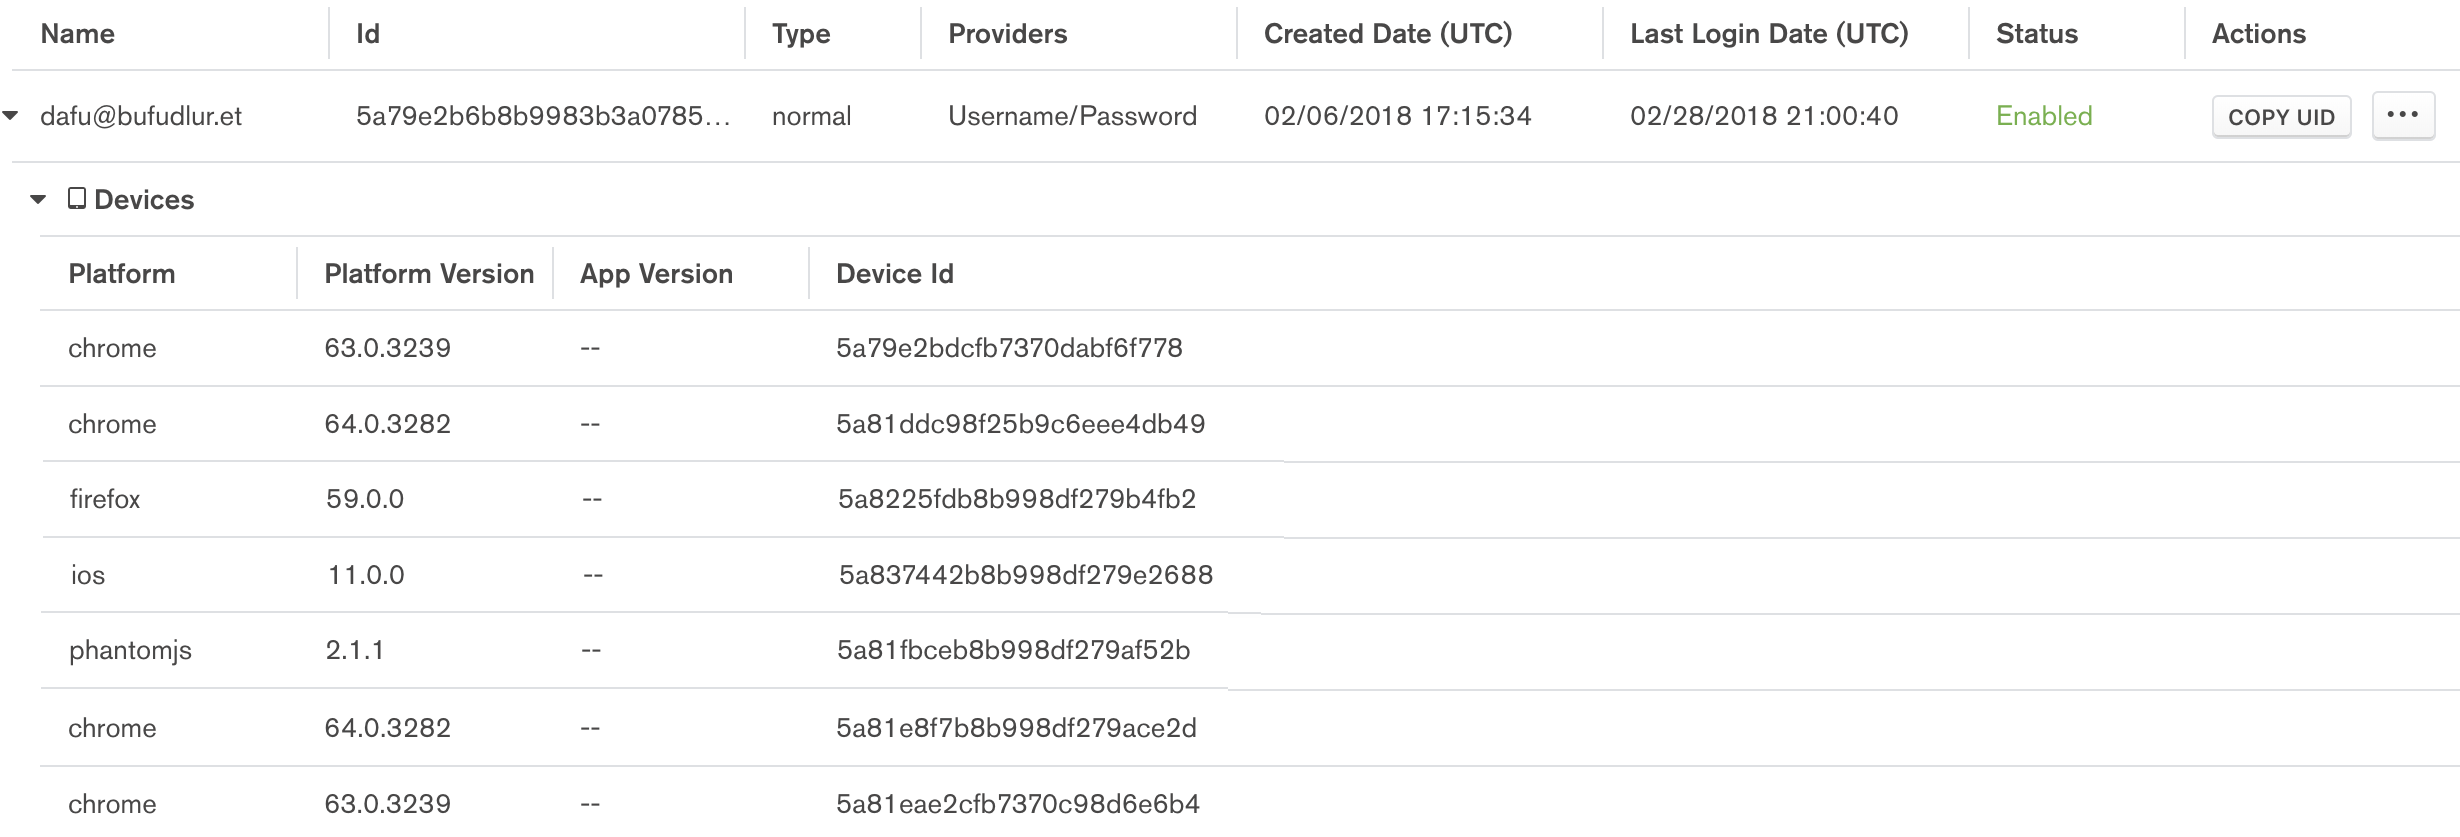 Name Id Type Providers Created Date (UTC) Last Login Date (UTC) Status Actions
dafu@bufudlur.et 5a79e2b6b8b9983b3a0785... normal Username/Password 02/06/2018 17:15:34 02/28/2018 21:00:40 Enabled COPY UID •••
Devices
Platform Platform Version App Version Device Id
chrome 63.0.3239 -- 5a79e2bdcfb7370dabf6f778
chrome 64.0.3282 -- 5a81ddc98f25b9c6eee4db49
firefox 59.0.0 -- 5a8225fdb8b998df279b4fb2
ios 11.0.0 -- 5a837442b8b998df279e2688
phantomjs 2.1.1 -- 5a81fbceb8b998df279af52b
chrome 64.0.3282 -- 5a81e8f7b8b998df279ace2d
chrome 63.0.3239 -- 5a81eae2cfb7370c98d6e6b4